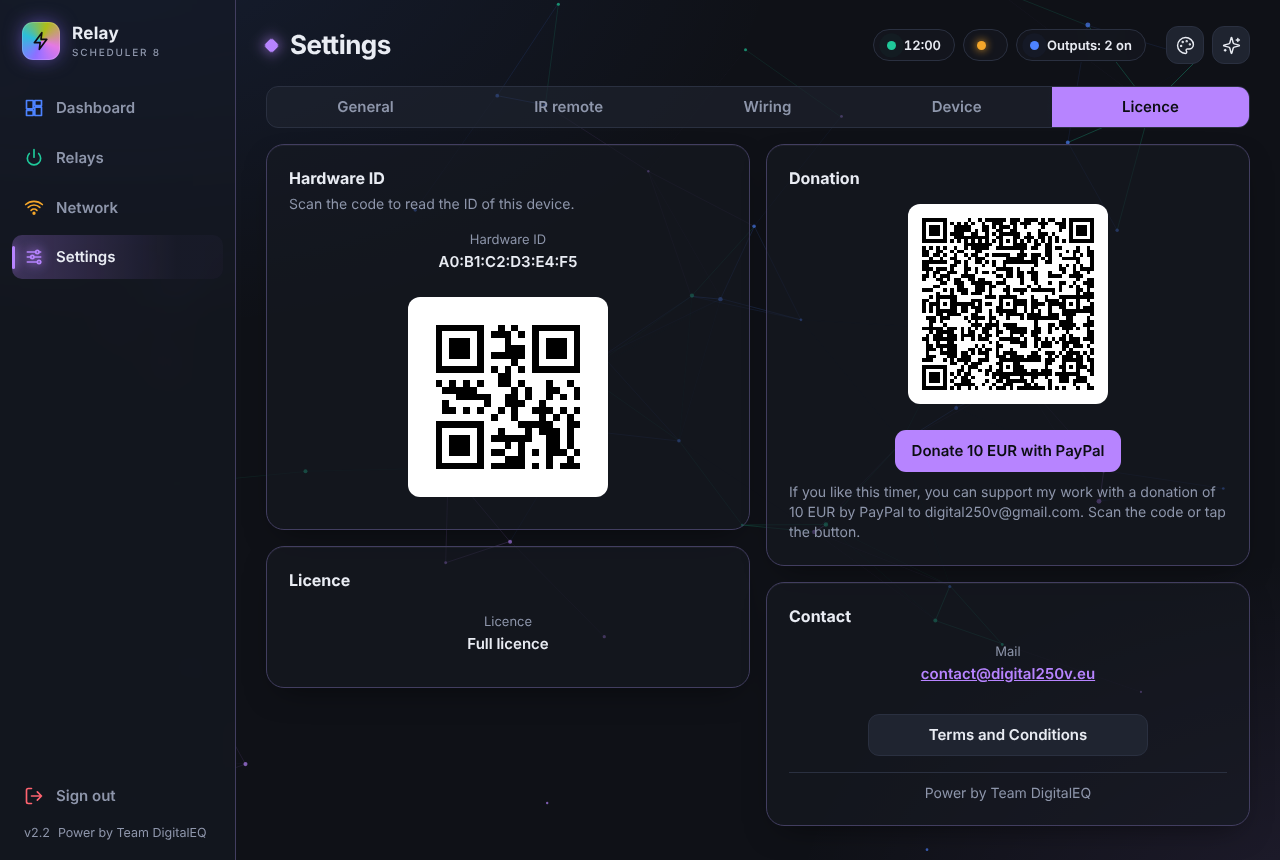 Relay
SCHEDULER 8
Dashboard
Relays
Network
Settings
Sign out
v2.2 Power by Team DigitalEQ
Settings
12:00
Outputs: 2 on
General
IR remote
Wiring
Device
Licence
Hardware ID
Scan the code to read the ID of this device.
Hardware ID
A0:B1:C2:D3:E4:F5
Licence
Licence
Full licence
Donation
Donate 10 EUR with PayPal
If you like this timer, you can support my work with a donation of
10 EUR by PayPal to digital250v@gmail.com. Scan the code or tap
the button.
Contact
Mail
contact@digital250v.eu
Terms and Conditions
Power by Team DigitalEQ